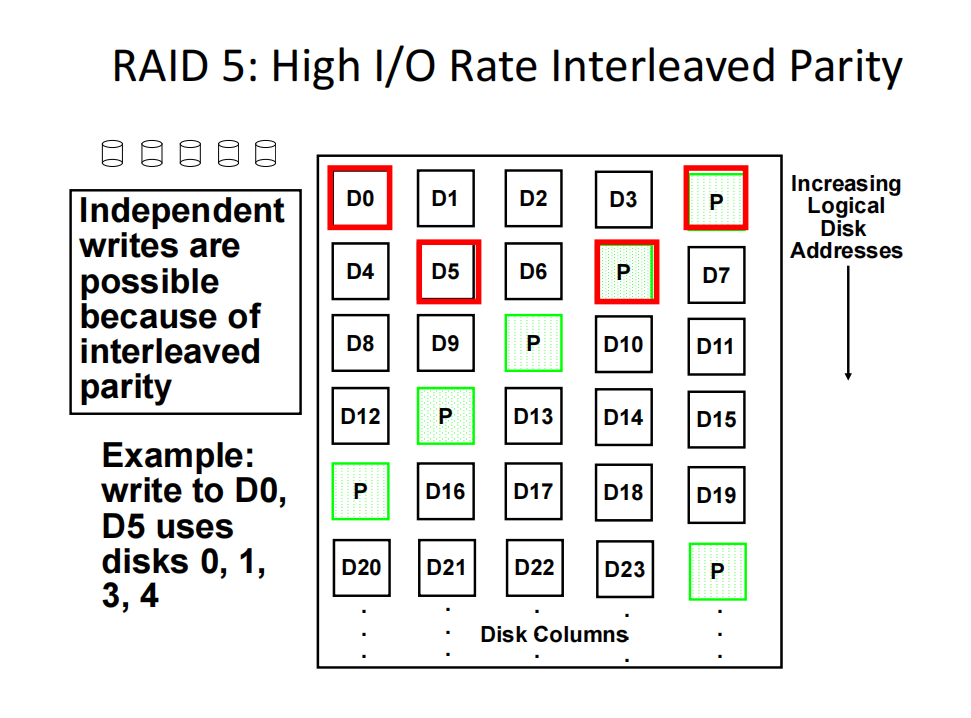 RAID 5: High I/O Rate Interleaved Parity
Independent
writes are
possible
because of
interleaved
parity
Example:
write to D0,
D5 uses
disks 0, 1,
3, 4
D0 D1 D2 D3 P
D4 D5 D6 P D7
D8 D9 P D10 D11
D12 P D13 D14 D15
P D16 D17 D18 D19
D20 D21 D22 D23 P
Disk Columns
Increasing
Logical
Disk
Addresses